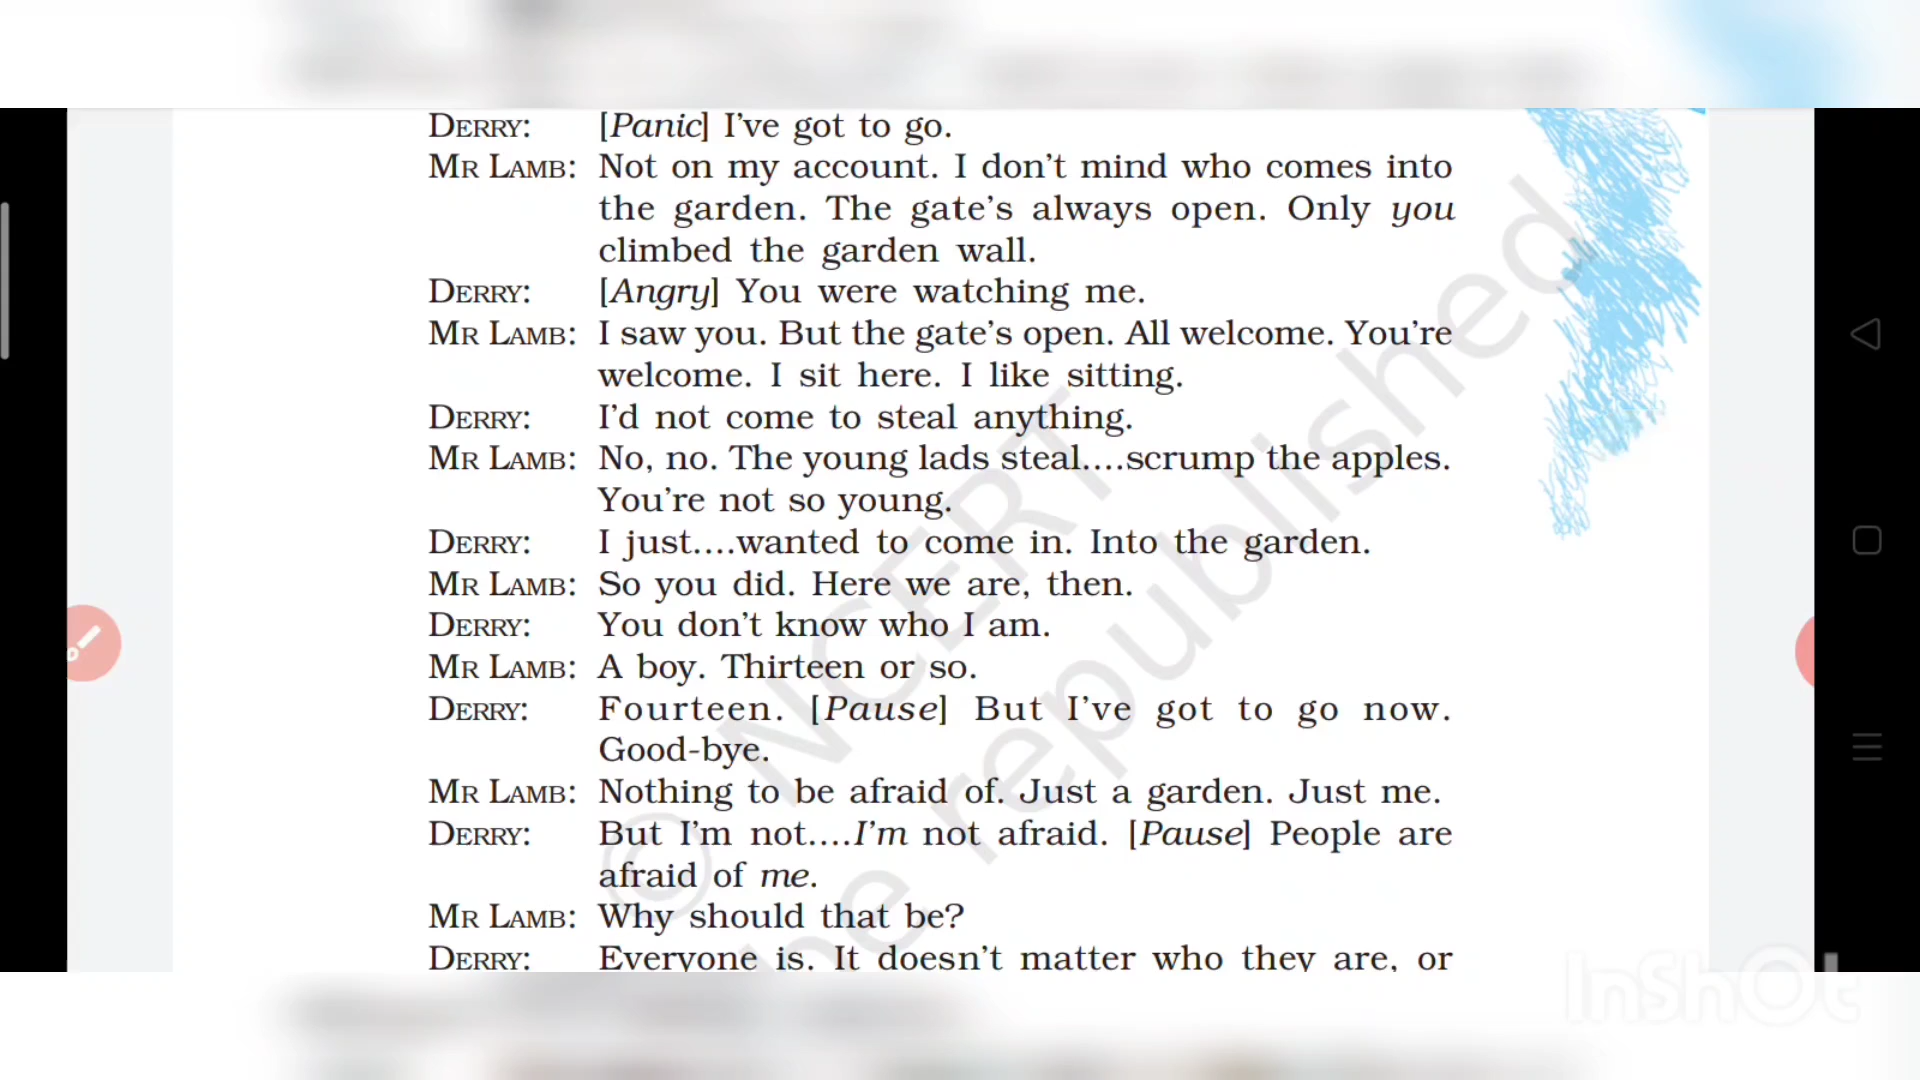 DERRY: [Panic] I've got to go.
MR LAMB: Not on my account. I don't mind who comes into
the garden. The gate's always open. Only you
climbed the garden wall.
DERRY: [Angry] You were watching me.
MR LAMB: I saw you. But the gate's open. All welcome. You're
welcome. I sit here. I like sitting.
DERRY: I'd not come to steal anything.
MR LAMB: No, no. The young lads steal....scrump the apples.
You're not so young.
DERRY: I just....wanted to come in. Into the garden.
MR LAMB: So you did. Here we are, then.
DERRY: You don't know who I am.
MR LAMB: A boy. Thirteen or so.
DERRY: Fourteen. [Pause] But I've got to go now.
Good-bye.
MR LAMB: Nothing to be afraid of. Just a garden. Just me.
DERRY: But I'm not....I'm not afraid. [Pause] People are
afraid of me.
MR LAMB: Why should that be?
DERRY: Everyone is. It doesn't matter who they are, or
© NCERT
be republished
InShOt